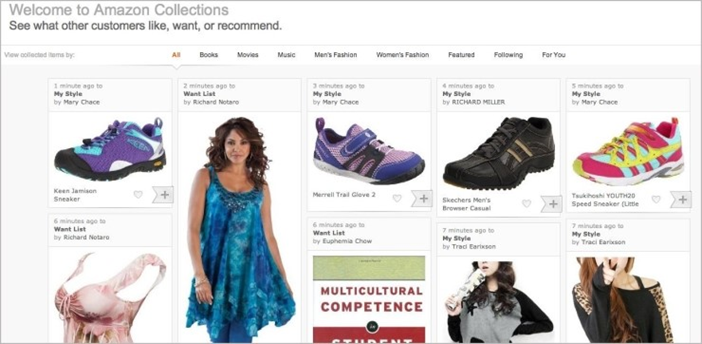 Welcome to Amazon Collections
See what other customers like, want, or recommend.
View collected items by:
All
Books
Movies
Music
Men's Fashion
Women's Fashion
Featured
Following
For You
1 minute ago to
My Style
by Mary Chace
KEEN
Keen Jamison
Sneaker
2 minutes ago to
Want List
by Richard Notaro
3 minutes ago to
My Style
by Mary Chace
Merrell Trail Glove 2
4 minutes ago to
My Style
by RICHARD MILLER
Skechers Men's
Browser Casual
5 minutes ago to
My Style
by Mary Chace
Tsukihoshi YOUTH20
Speed Sneaker (Little
6 minutes ago to
Want List
by Richard Notaro
6 minutes ago to
Want List
by Euphemia Chow
MULTICULTURAL
COMPETENCE
in
STUDENT
7 minutes ago to
My Style
by Traci Earixson
7 minutes ago to
My Style
by Traci Earixson